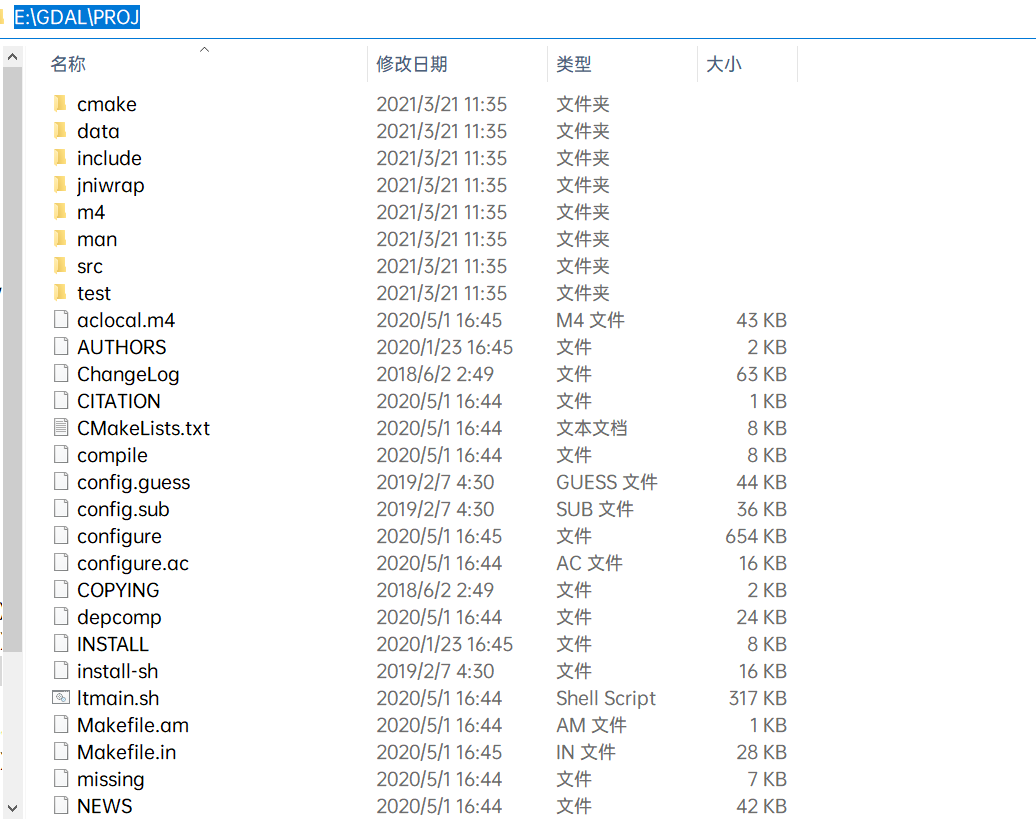 E:\GDAL\PROJ
名称 修改日期 类型 大小
cmake 2021/3/21 11:35 文件夹
data 2021/3/21 11:35 文件夹
include 2021/3/21 11:35 文件夹
jniwrap 2021/3/21 11:35 文件夹
m4 2021/3/21 11:35 文件夹
man 2021/3/21 11:35 文件夹
src 2021/3/21 11:35 文件夹
test 2021/3/21 11:35 文件夹
aclocal.m4 2020/5/1 16:45 M4 文件 43 KB
AUTHORS 2020/1/23 16:45 文件 2 KB
ChangeLog 2018/6/2 2:49 文件 63 KB
CITATION 2020/5/1 16:44 文件 1 KB
CMakeLists.txt 2020/5/1 16:44 文本文档 8 KB
compile 2020/5/1 16:44 文件 8 KB
config.guess 2019/2/7 4:30 GUESS 文件 44 KB
config.sub 2019/2/7 4:30 SUB 文件 36 KB
configure 2020/5/1 16:45 文件 654 KB
configure.ac 2020/5/1 16:44 AC 文件 16 KB
COPYING 2018/6/2 2:49 文件 2 KB
depcomp 2020/5/1 16:44 文件 24 KB
INSTALL 2020/1/23 16:45 文件 8 KB
install-sh 2019/2/7 4:30 文件 16 KB
ltmain.sh 2020/5/1 16:44 Shell Script 317 KB
Makefile.am 2020/5/1 16:44 AM 文件 1 KB
Makefile.in 2020/5/1 16:45 IN 文件 28 KB
missing 2020/5/1 16:44 文件 7 KB
NEWS 2020/5/1 16:44 文件 42 KB